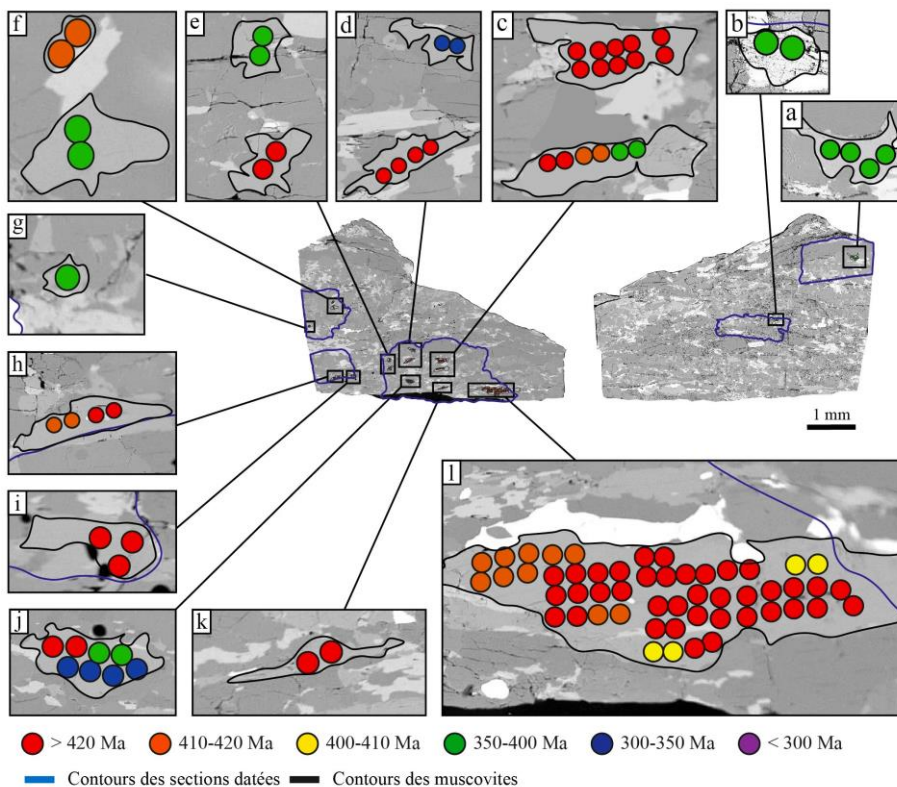 f
e
d
c
b
a
g
1 mm
h
i
l
j
k
> 420 Ma
410-420 Ma
400-410 Ma
350-400 Ma
300-350 Ma
< 300 Ma
Contours des sections datées
Contours des muscovites